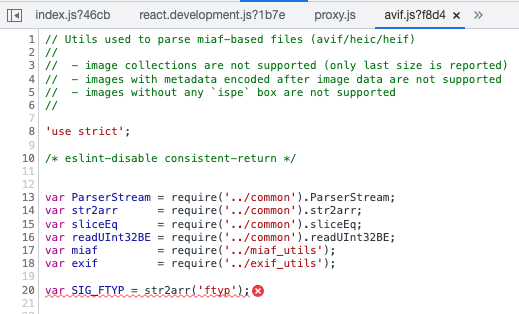 index.js?46cb react.development.js?1b7e proxy.js avif.js?f8d4 × »
1 // Utils used to parse miaf-based files (avif/heic/heif)
2 //
3 //  - image collections are not supported (only last size is reported)
4 //  - images with metadata encoded after image data are not supported
5 //  - images without any `ispe` box are not supported
6 //
7
8 'use strict';
9
10 /* eslint-disable consistent-return */
11
12
13 var ParserStream = require('../common').ParserStream;
14 var str2arr      = require('../common').str2arr;
15 var sliceEq      = require('../common').sliceEq;
16 var readUInt32BE = require('../common').readUInt32BE;
17 var miaf         = require('../miaf_utils');
18 var exif         = require('../exif_utils');
19
20 var SIG_FTYP = str2arr('ftyp');
21